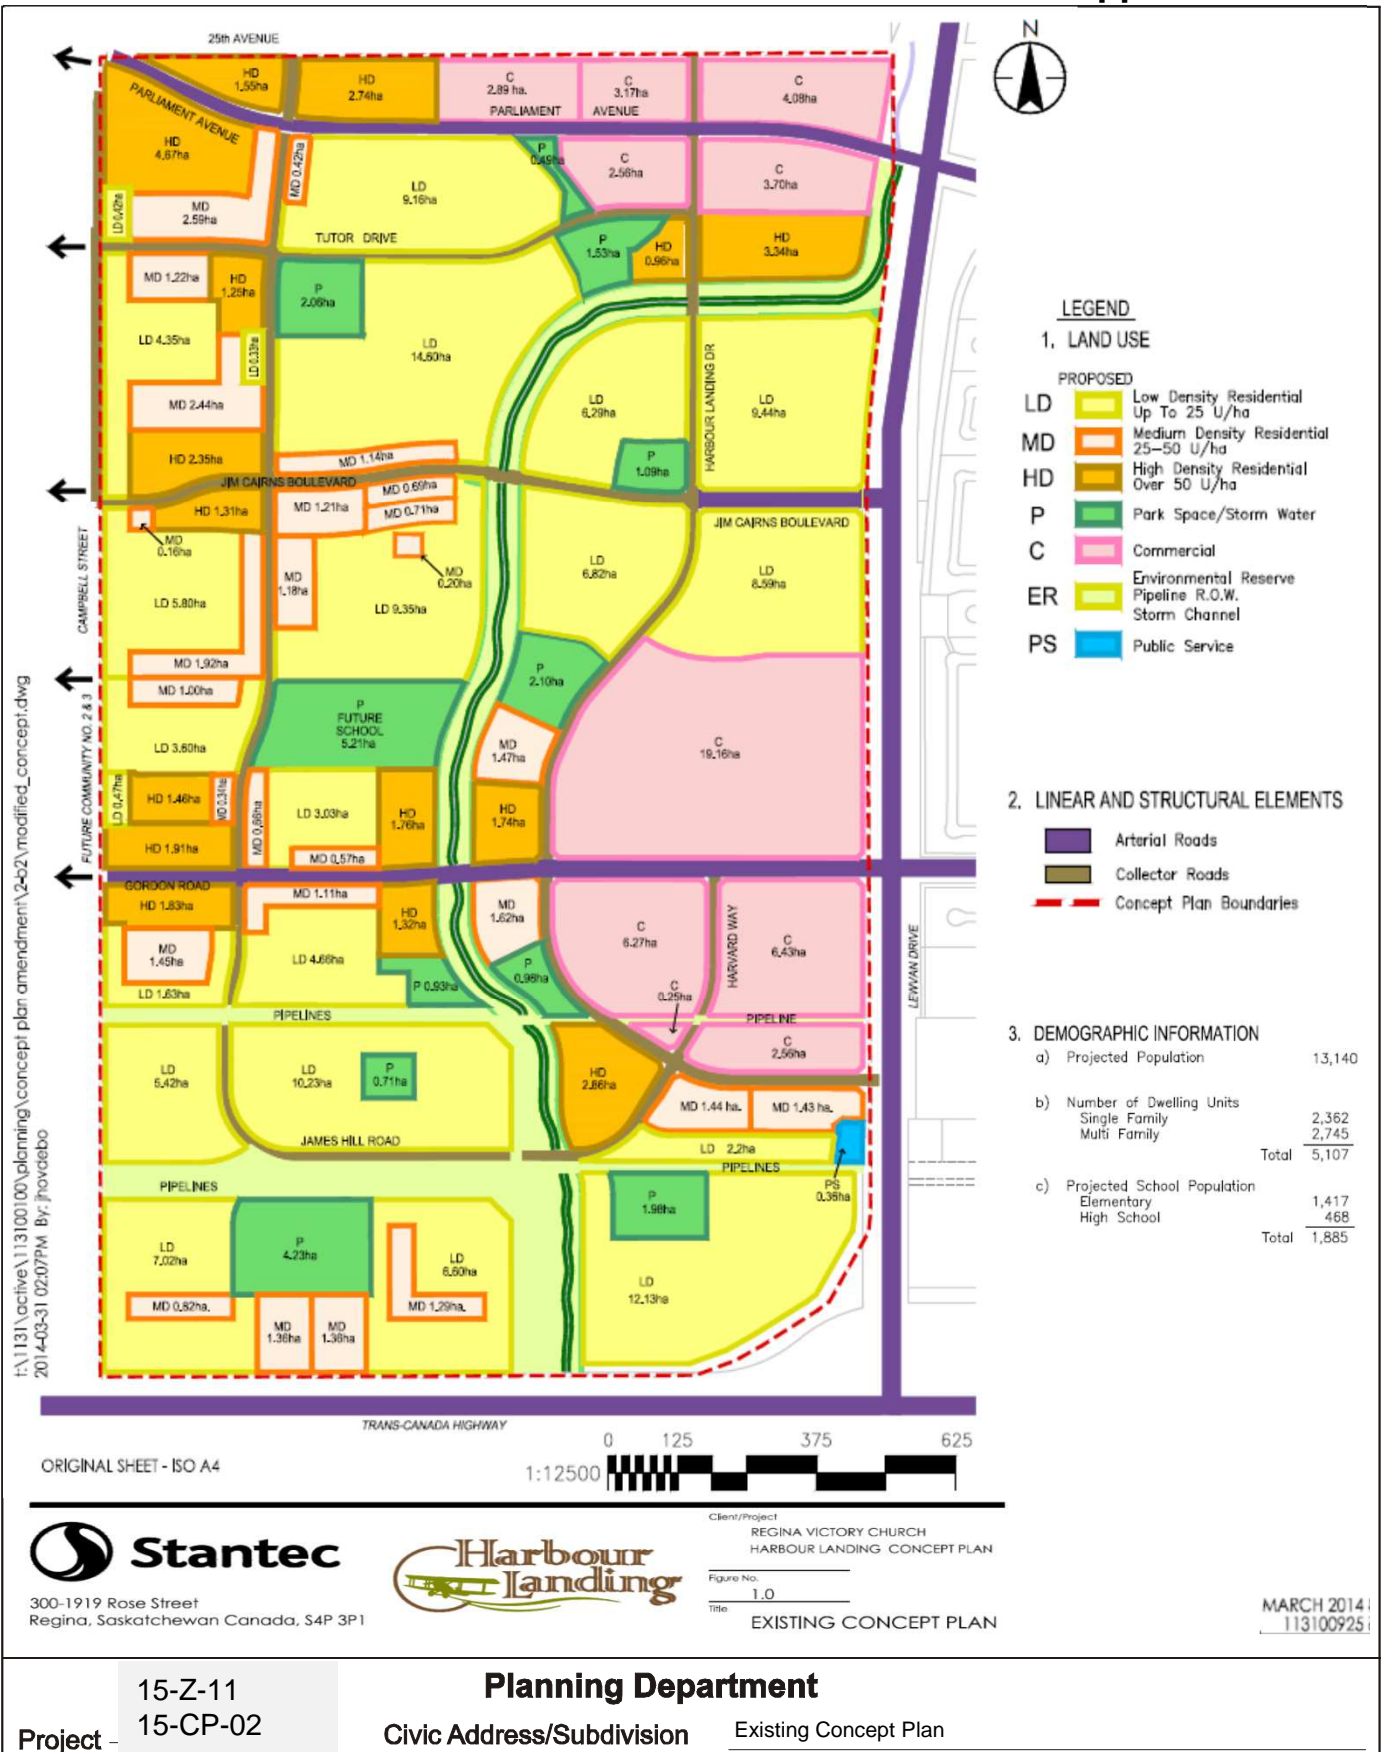 25th AVENUE
HD
1.55ha
HD
2.74ha
C
2.89 ha.
C
3.17ha
C
4.08ha
PARLIAMENT AVENUE
PARLIAMENT AVENUE
HD
4.67ha
MD 0.42ha
LD
9.16ha
P
0.49ha
C
2.56ha
C
3.70ha
LD 0.42ha
MD
2.59ha
TUTOR DRIVE
P
1.53ha
HD
0.96ha
HD
3.34ha
MD 1.22ha
HD
1.25ha
P
2.06ha
LD 4.35ha
LD 0.33ha
LD
14.60ha
HARBOUR LANDING DR
MD 2.44ha
LD
6.29ha
LD
9.44ha
HD 2.35ha
MD 1.14ha
P
1.09ha
JIM CAIRNS BOULEVARD
MD 0.69ha
HD 1.31ha
MD 1.21ha
MD 0.71ha
JIM CAIRNS BOULEVARD
CAMPBELL STREET
MD
0.16ha
MD
1.18ha
MD
0.20ha
LD
6.82ha
LD
8.59ha
LD 5.80ha
LD 9.35ha
MD 1.92ha
MD 1.00ha
P
2.10ha
FUTURE COMMUNITY NO. 2 & 3
P
FUTURE
SCHOOL
5.21ha
LD 3.60ha
MD
1.47ha
C
19.16ha
LD 0.47ha
HD 1.46ha
MD 0.34ha
MD 0.66ha
LD 3.03ha
HD
1.76ha
HD
1.74ha
HD 1.91ha
MD 0.57ha
GORDON ROAD
HD 1.83ha
MD 1.11ha
HD
1.32ha
MD
1.62ha
C
6.27ha
HARVARD WAY
C
6.43ha
MD
1.45ha
LD 4.66ha
P 0.93ha
P
0.98ha
C
0.25ha
LEWVAN DRIVE
LD 1.63ha
PIPELINES
PIPELINE
C
2.56ha
LD
5.42ha
LD
10.23ha
P
0.71ha
HD
2.86ha
MD 1.44 ha.
MD 1.43 ha.
JAMES HILL ROAD
LD 2.2ha
PIPELINES
PIPELINES
PS
0.36ha
P
1.98ha
LD
7.02ha
P
4.23ha
LD
6.60ha
LD
12.13ha
MD 0.82ha.
MD 1.29ha.
MD
1.36ha
MD
1.36ha
TRANS-CANADA HIGHWAY
N
LEGEND
1. LAND USE
PROPOSED
LD Low Density Residential
Up To 25 U/ha
MD Medium Density Residential
25-50 U/ha
HD High Density Residential
Over 50 U/ha
P Park Space/Storm Water
C Commercial
ER Environmental Reserve
Pipeline R.O.W.
Storm Channel
PS Public Service
2. LINEAR AND STRUCTURAL ELEMENTS
Arterial Roads
Collector Roads
Concept Plan Boundaries
3. DEMOGRAPHIC INFORMATION
a) Projected Population 13,140
b) Number of Dwelling Units
Single Family 2,362
Multi Family 2,745
Total 5,107
c) Projected School Population
Elementary 1,417
High School 468
Total 1,885
t:\1131\active\113100100\planning\concept plan amendment\2-b2\modified_concept.dwg
2014-03-31 02:07PM By: jhovdebo
0 125 375 625
1:12500
ORIGINAL SHEET - ISO A4
Stantec
300-1919 Rose Street
Regina, Saskatchewan Canada, S4P 3P1
Harbour
Landing
Client/Project
REGINA VICTORY CHURCH
HARBOUR LANDING CONCEPT PLAN
Figure No.
1.0
Title
EXISTING CONCEPT PLAN
MARCH 2014
113100925
15-Z-11
15-CP-02
Project
Planning Department
Civic Address/Subdivision Existing Concept Plan